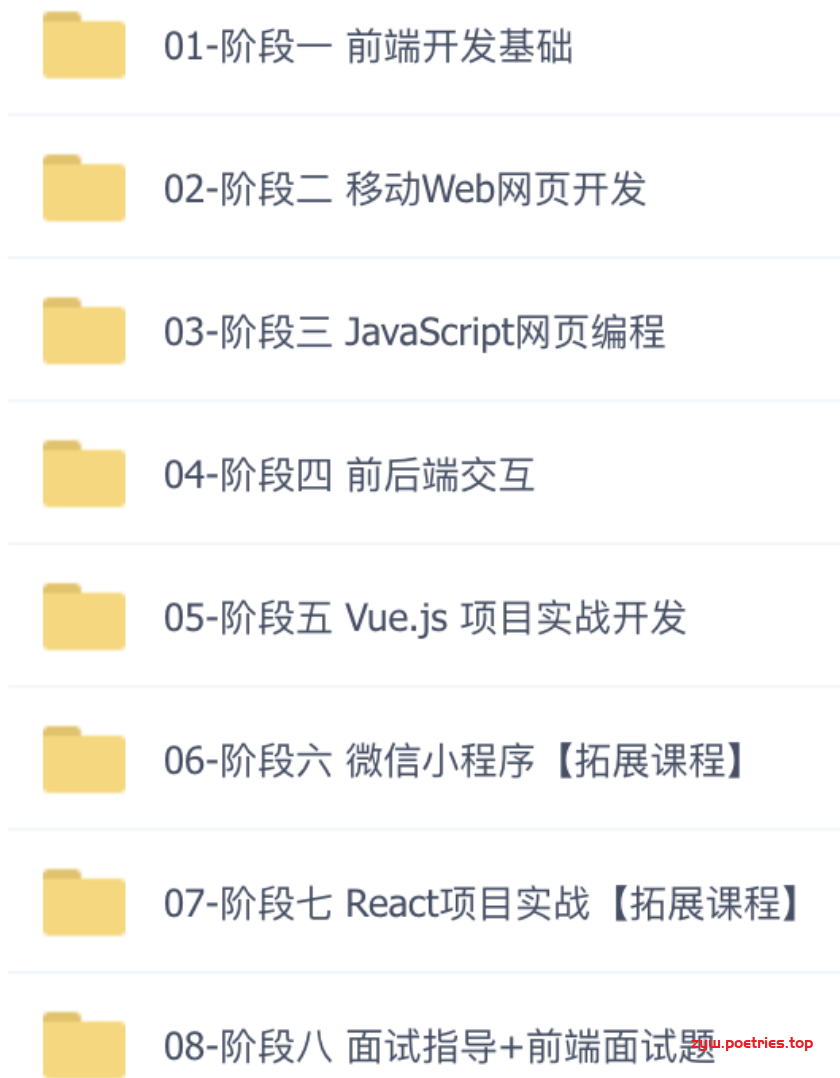 01-阶段一 前端开发基础
02-阶段二 移动Web网页开发
03-阶段三 JavaScript网页编程
04-阶段四 前后端交互
05-阶段五 Vue.js 项目实战开发
06-阶段六 微信小程序【拓展课程】
07-阶段七 React项目实战【拓展课程】
08-阶段八 面试指导+前端面试题
zyw.poetries.top